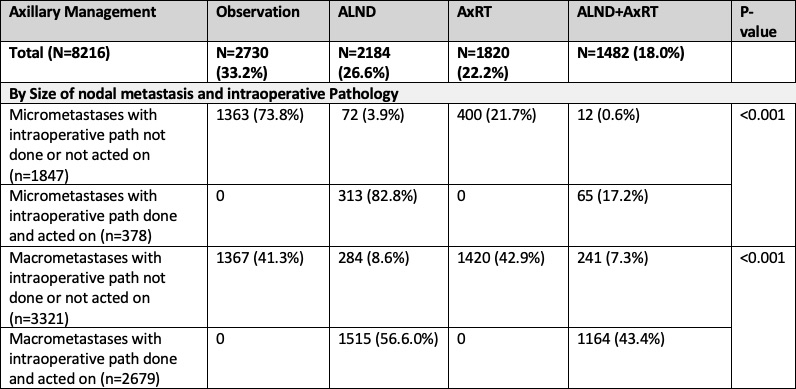 Axillary Management Observation ALND AxRT ALND+AxRT P-
value
Total (N=8216) N=2730 N=2184 N=1820 N=1482 (18.0%)
(33.2%) (26.6%) (22.2%)
By Size of nodal metastasis and intraoperative Pathology
Micrometastases with 1363 (73.8%) 72 (3.9%) 400 (21.7%) 12 (0.6%) <0.001
intraoperative path not
done or not acted on
(n=1847)
Micrometastases with 0 313 (82.8%) 0 65 (17.2%)
intraoperative path done
and acted on (n=378)
Macrometastases with 1367 (41.3%) 284 (8.6%) 1420 (42.9%) 241 (7.3%) <0.001
intraoperative path not
done or not acted on
(n=3321)
Macrometastases with 0 1515 (56.6.0%) 0 1164 (43.4%)
intraoperative path done
and acted on (n=2679)